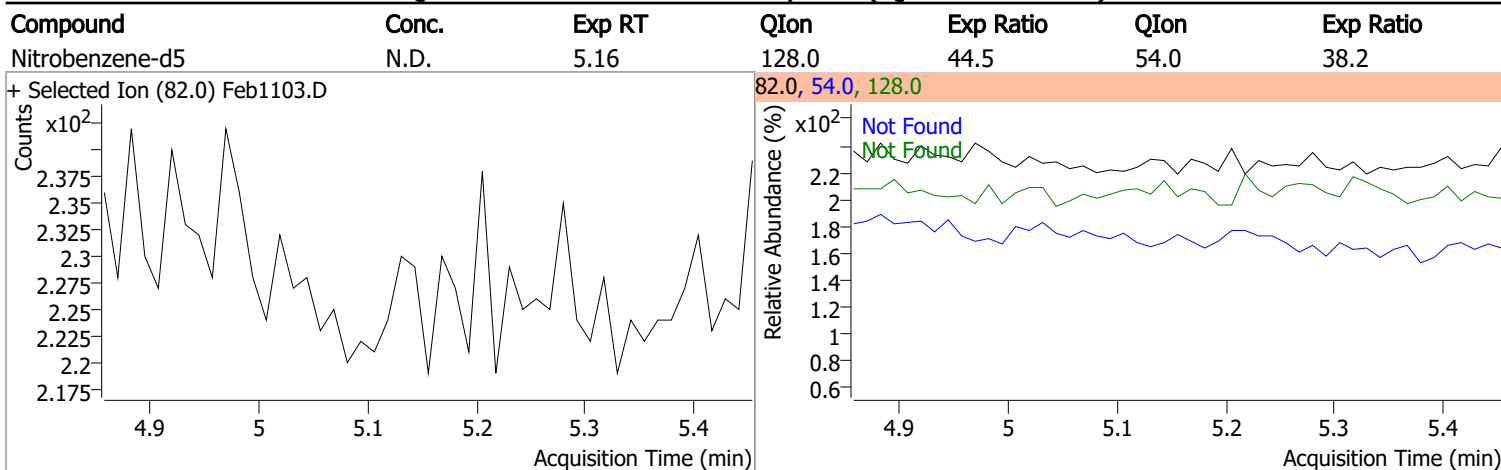 Compound Conc. Exp RT QIon Exp Ratio QIon Exp Ratio
Nitrobenzene-d5 N.D. 5.16 128.0 44.5 54.0 38.2
+ Selected Ion (82.0) Feb1103.D
Counts
x10²
2.375
2.35
2.325
2.3
2.275
2.25
2.225
2.2
2.175
4.9 5 5.1 5.2 5.3 5.4
Acquisition Time (min)
82.0, 54.0, 128.0
Relative Abundance (%)
x10²
Not Found
Not Found
2.2
2
1.8
1.6
1.4
1.2
1
0.8
0.6
4.9 5 5.1 5.2 5.3 5.4
Acquisition Time (min)